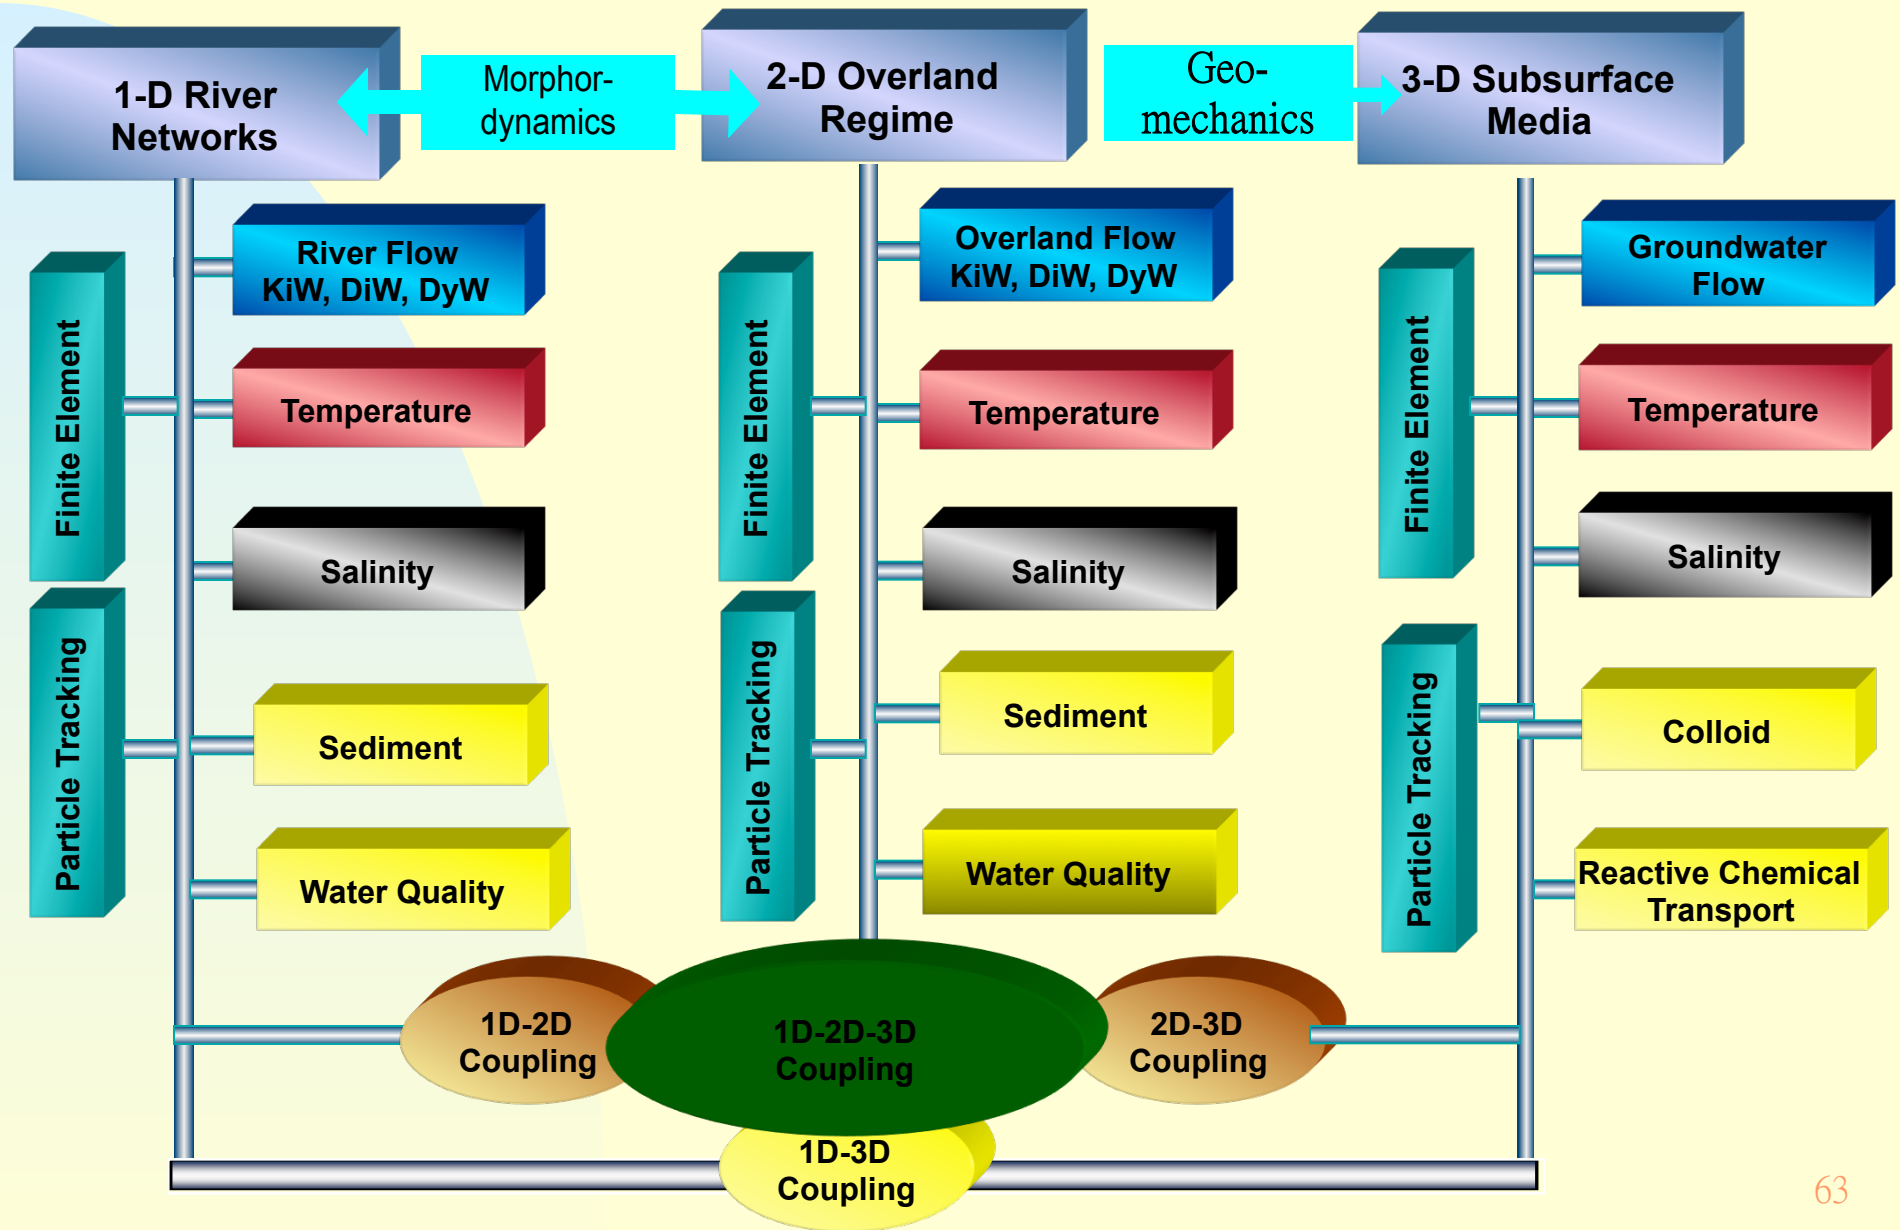 1-D River
Networks
Morphor-
dynamics
2-D Overland
Regime
Geo-
mechanics
3-D Subsurface
Media
River Flow
KiW, DiW, DyW
Temperature
Salinity
Sediment
Water Quality
Finite Element
Particle Tracking
Overland Flow
KiW, DiW, DyW
Temperature
Salinity
Sediment
Water Quality
Finite Element
Particle Tracking
Groundwater
Flow
Temperature
Salinity
Colloid
Reactive Chemical
Transport
Finite Element
Particle Tracking
1D-2D
Coupling
1D-2D-3D
Coupling
2D-3D
Coupling
1D-3D
Coupling
63